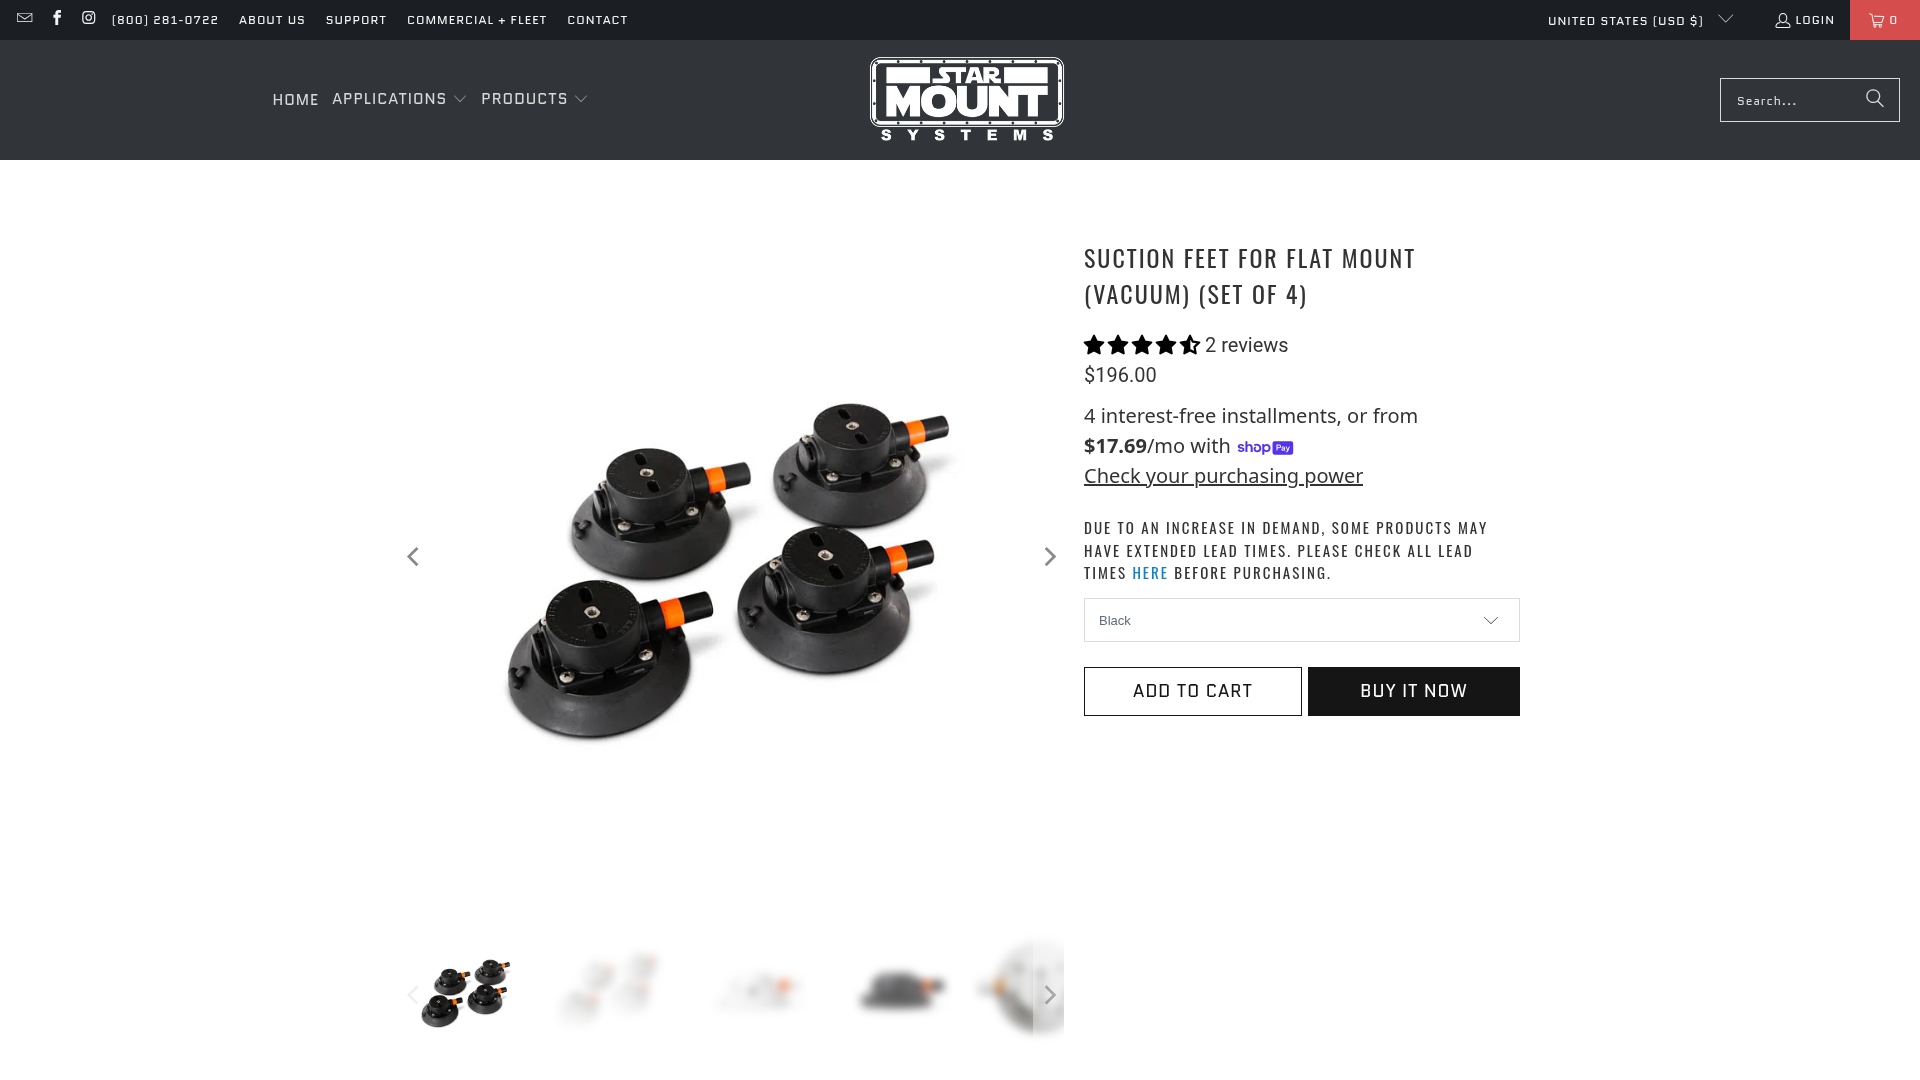 (800) 281-0722 ABOUT US SUPPORT COMMERCIAL + FLEET CONTACT UNITED STATES (USD $) LOGIN 0
HOME APPLICATIONS PRODUCTS
STAR
MOUNT
SYSTEMS
Search...
SUCTION FEET FOR FLAT MOUNT
(VACUUM) (SET OF 4)
2 reviews
$196.00
4 interest-free installments, or from
$17.69/mo with shop Pay
Check your purchasing power
DUE TO AN INCREASE IN DEMAND, SOME PRODUCTS MAY
HAVE EXTENDED LEAD TIMES. PLEASE CHECK ALL LEAD
TIMES HERE BEFORE PURCHASING.
Black
ADD TO CART BUY IT NOW